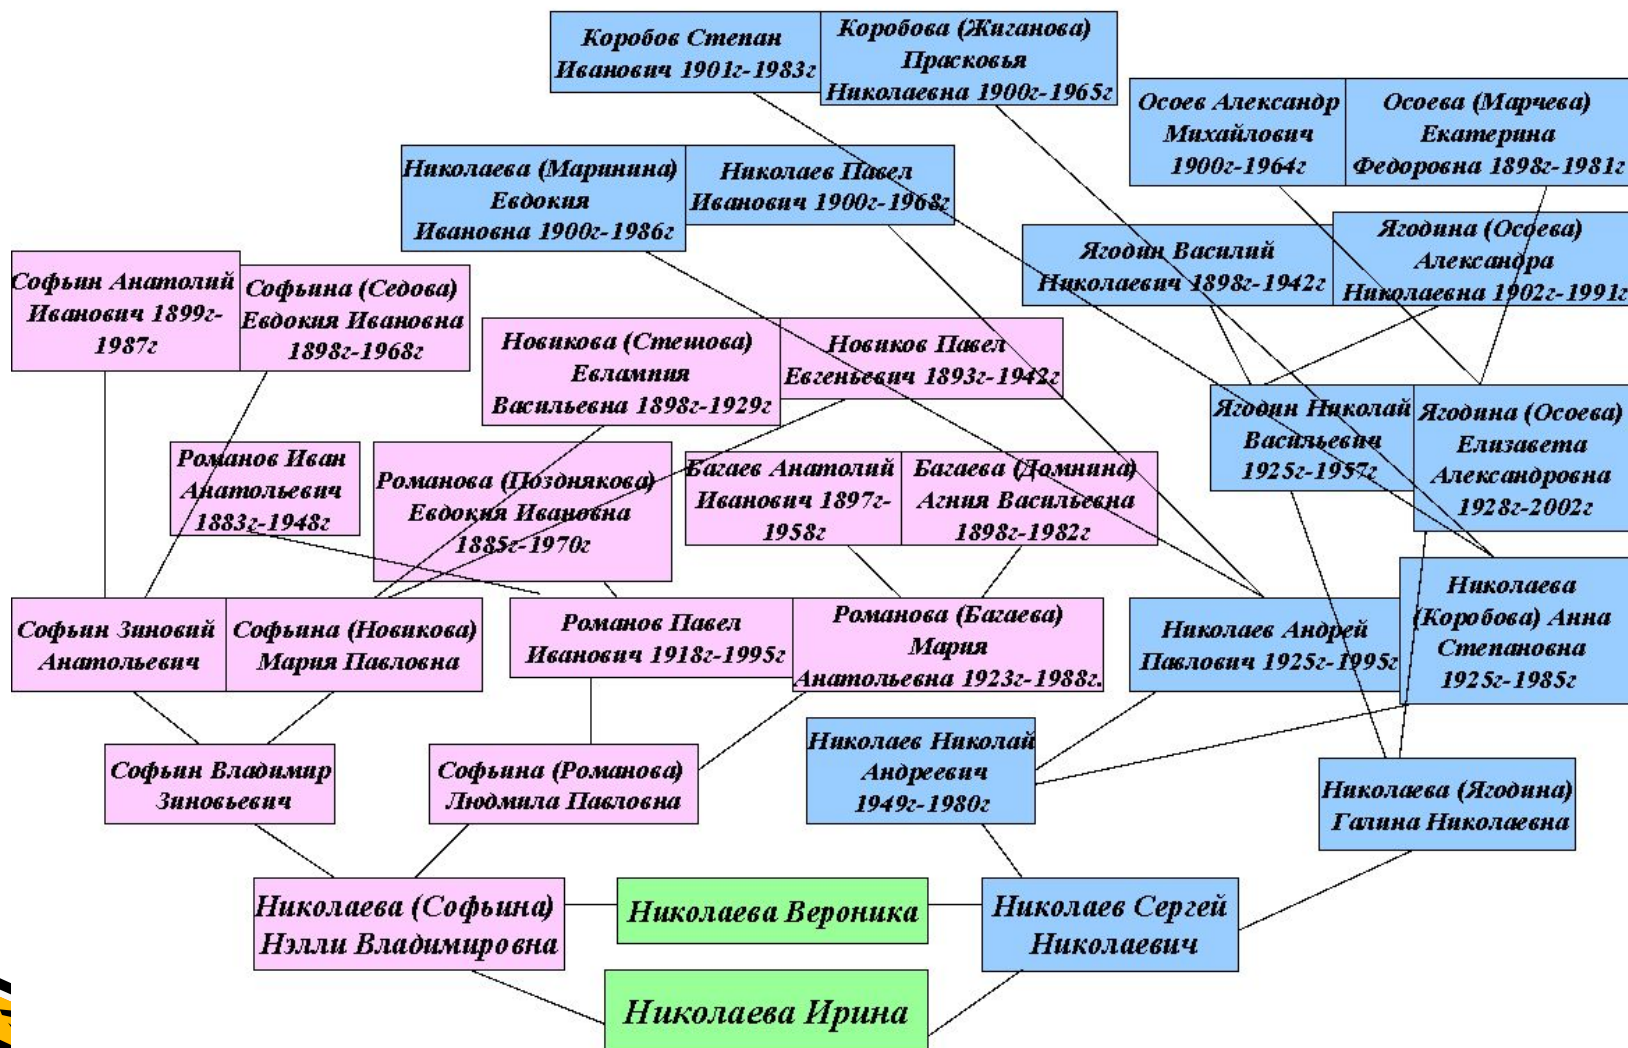 Коробов Степан
Иванович 1901г-1983г
Коробова (Жиганова)
Прасковья
Николаевна 1900г-1965г
Осоев Александр
Михайлович
1900г-1964г
Осоева (Марчева)
Екатерина
Федоровна 1898г-1981г
Николаева (Маринина)
Евдокия
Ивановна 1900г-1986г
Николаев Павел
Иванович 1900г-1968г
Ягодин Василий
Николаевич 1898г-1942г
Ягодина (Осоева)
Александра
Николаевна 1902г-1991г
Софьин Анатолий
Иванович 1899г-
1987г
Софьина (Седова)
Евдокия Ивановна
1898г-1968г
Новикова (Стешова)
Евлампия
Васильевна 1898г-1929г
Новиков Павел
Евгеньевич 1893г-1942г
Ягодин Николай
Васильевич
1925г-1957г
Ягодина (Осоева)
Елизавета
Александровна
1928г-2002г
Романов Иван
Анатольевич
1883г-1948г
Романова (Позднякова)
Евдокия Ивановна
1885г-1970г
Багаев Анатолий
Иванович 1897г-
1958г
Багаева (Домнина)
Агния Васильевна
1898г-1982г
Софьин Зиновий
Анатольевич
Софьина (Новикова)
Мария Павловна
Романов Павел
Иванович 1918г-1995г
Романова (Багаева)
Мария
Анатольевна 1923г-1988г.
Николаев Андрей
Павлович 1925г-1995г
Николаева
(Коробова) Анна
Степановна
1925г-1985г
Софьин Владимир
Зиновьевич
Софьина (Романова)
Людмила Павловна
Николаев Николай
Андреевич
1949г-1980г
Николаева (Ягодина)
Галина Николаевна
Николаева (Софьина)
Нэлли Владимировна
Николаева Вероника
Николаев Сергей
Николаевич
Николаева Ирина